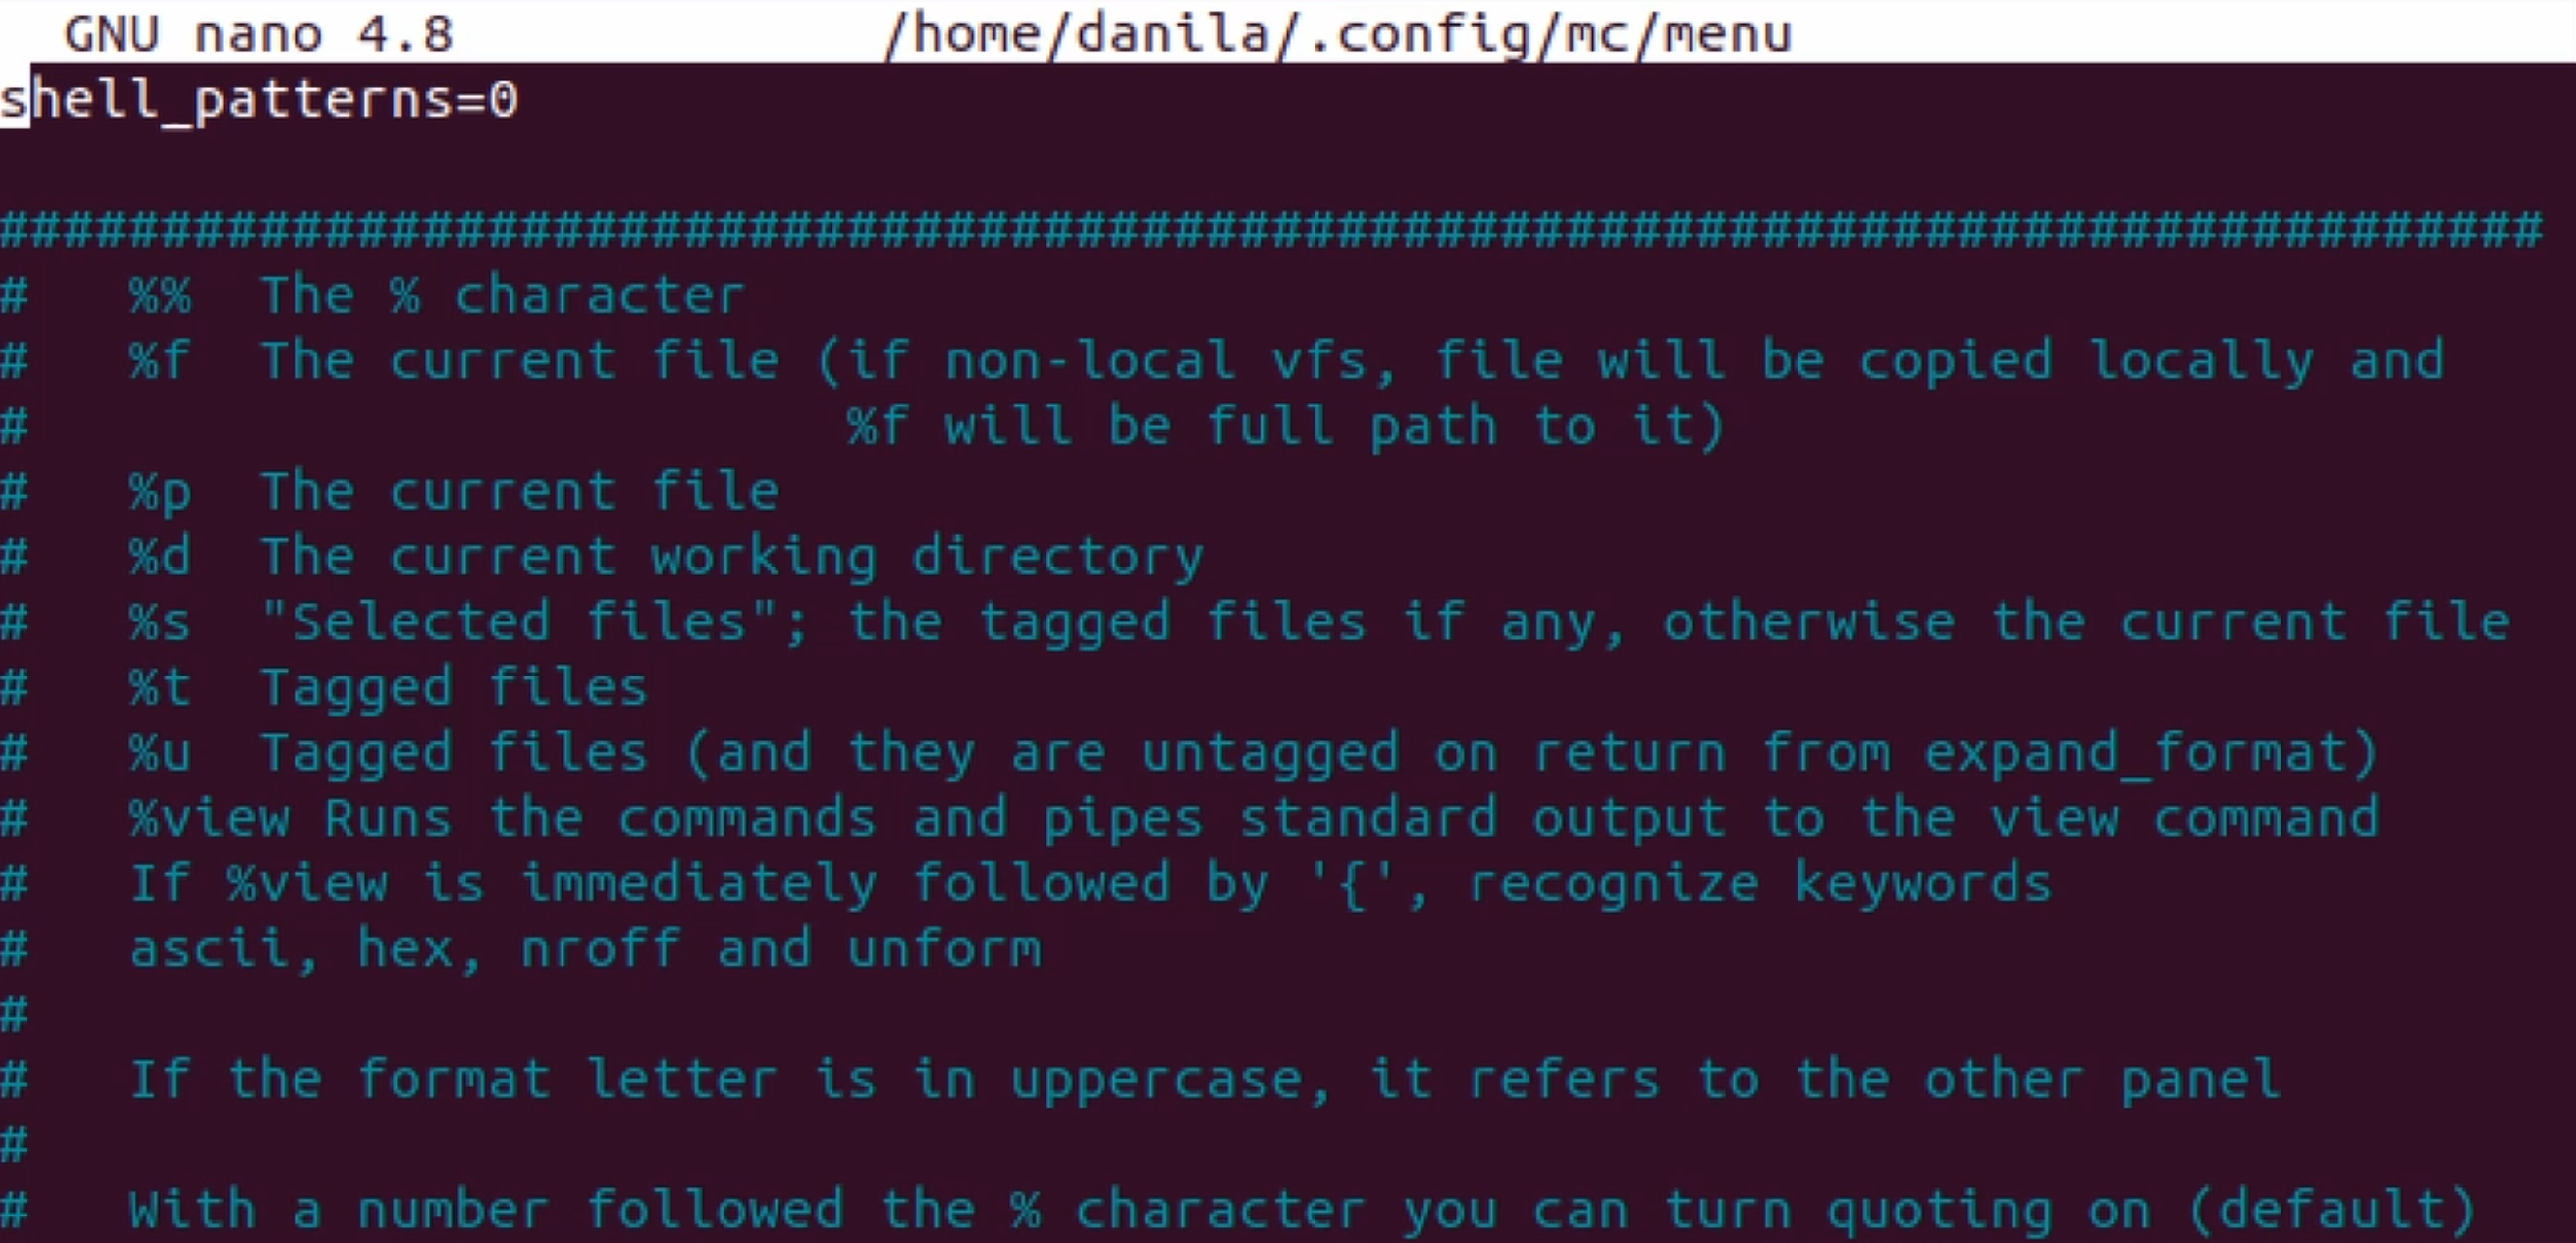 GNU nano 4.8 /home/danila/.config/mc/menu
shell_patterns=0
##############################################################################
# %% The % character
# %f The current file (if non-local vfs, file will be copied locally and
# %f will be full path to it)
# %p The current file
# %d The current working directory
# %s "Selected files"; the tagged files if any, otherwise the current file
# %t Tagged files
# %u Tagged files (and they are untagged on return from expand_format)
# %view Runs the commands and pipes standard output to the view command
# If %view is immediately followed by '{', recognize keywords
# ascii, hex, nroff and unform
#
# If the format letter is in uppercase, it refers to the other panel
#
# With a number followed the % character you can turn quoting on (default)